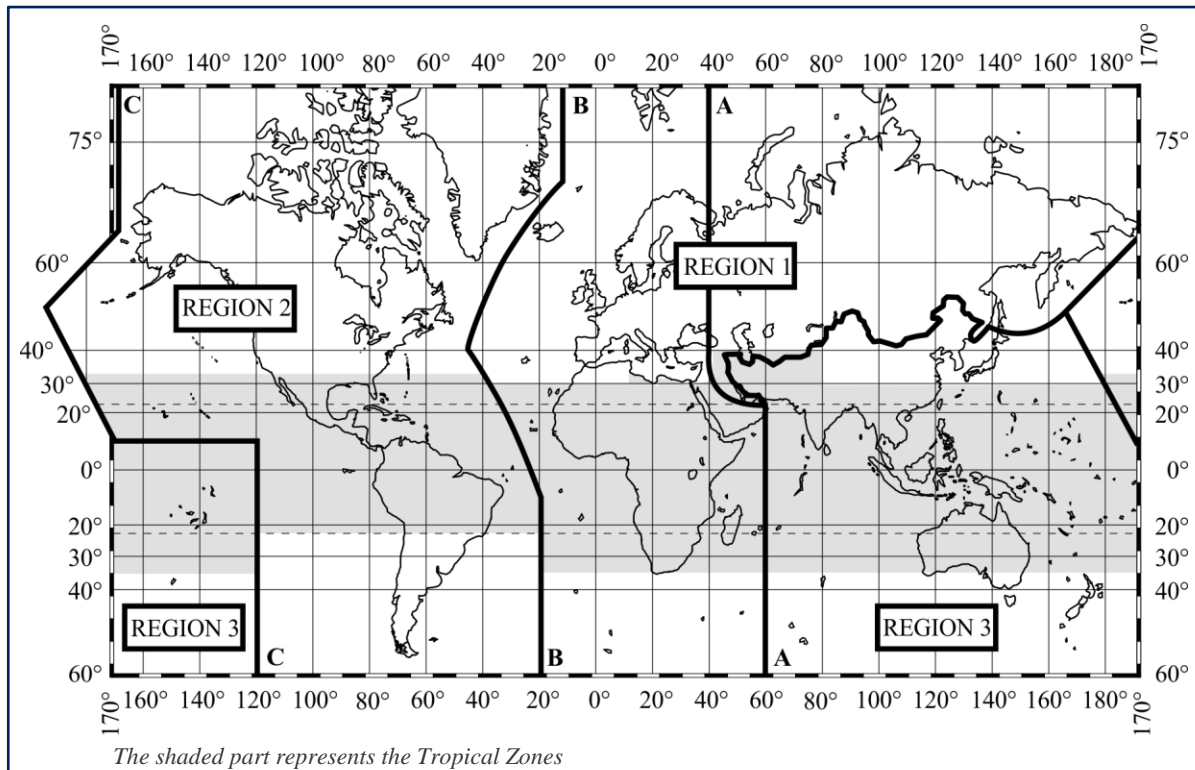 170° 160° 140° 120° 100° 80° 60° 40° 20° 0° 20° 40° 60° 80° 100° 120° 140° 160° 180° 170°
C B A
75° 75°
REGION 1
60° 60°
REGION 2
40° 40°
30° 30°
20° 20°
0° 0°
20° 20°
30° 30°
40° 40°
REGION 3 REGION 3
C B A
60° 60°
170° 160° 140° 120° 100° 80° 60° 40° 20° 0° 20° 40° 60° 80° 100° 120° 140° 160° 180° 170°
The shaded part represents the Tropical Zones